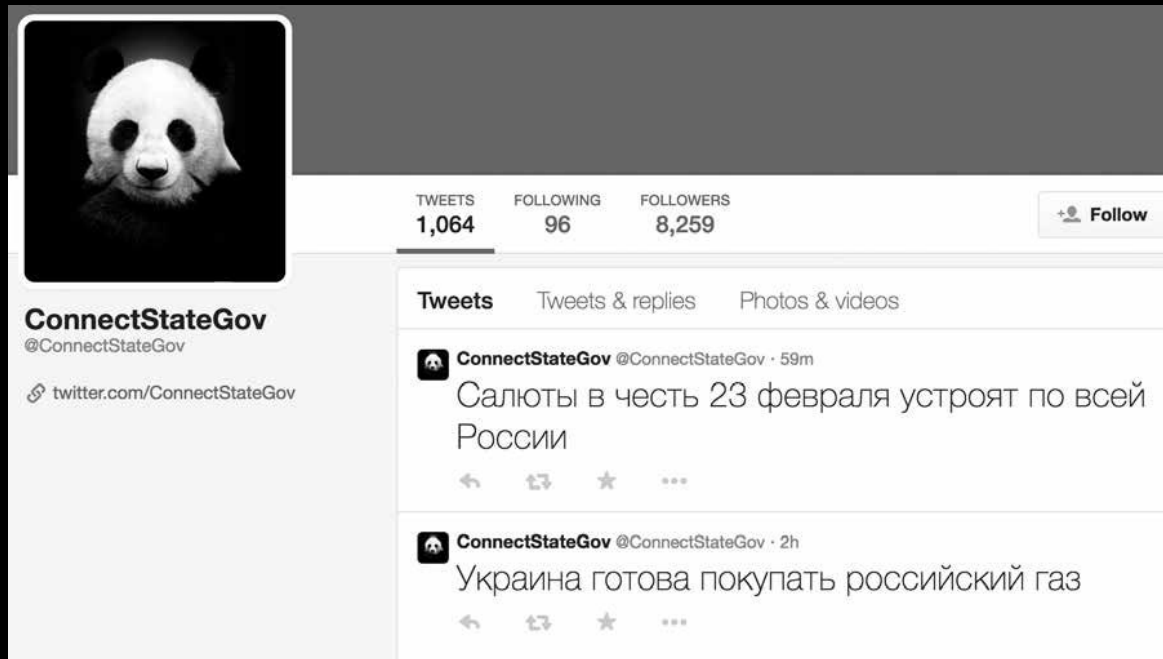 TWEETS FOLLOWING FOLLOWERS
1,064 96 8,259
Follow
ConnectStateGov
@ConnectStateGov
twitter.com/ConnectStateGov
Tweets Tweets & replies Photos & videos
ConnectStateGov @ConnectStateGov · 59m
Салюты в честь 23 февраля устроят по всей
России
ConnectStateGov @ConnectStateGov · 2h
Украина готова покупать российский газ